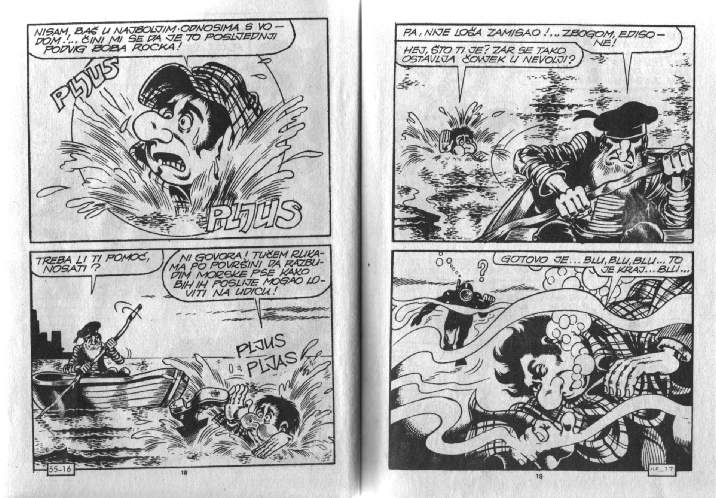 NISAM, BAŠ U NAJBOLJIM ODNOSIMA S VO-
DOM!... ČINI MI SE DA JE TO POSLJEDNJI
PODVIG BOBA ROCKA!
PLJUS
PLJUS
TREBA LI TI POMOĆ,
NOSATI?
NI GOVORA! TUČEM RUKA-
MA PO POVRŠINI DA RAZBU-
DIM MORSKE PSE KAKO
BIH IH POSLIJE MOGAO LO-
VITI NA UDICU!
PLJUS
PLJAS
55-16
18
PA, NIJE LOŠA ZAMISAO!...ZBOGOM, EDISO-
NE!
HEJ, ŠTO TI JE? ZAR SE TAKO
OSTAVLJA ČOVJEK U NEVOLJI?
?
GOTOVO JE...BLU, BLU, BLU...TO
JE KRAJ...BLU...